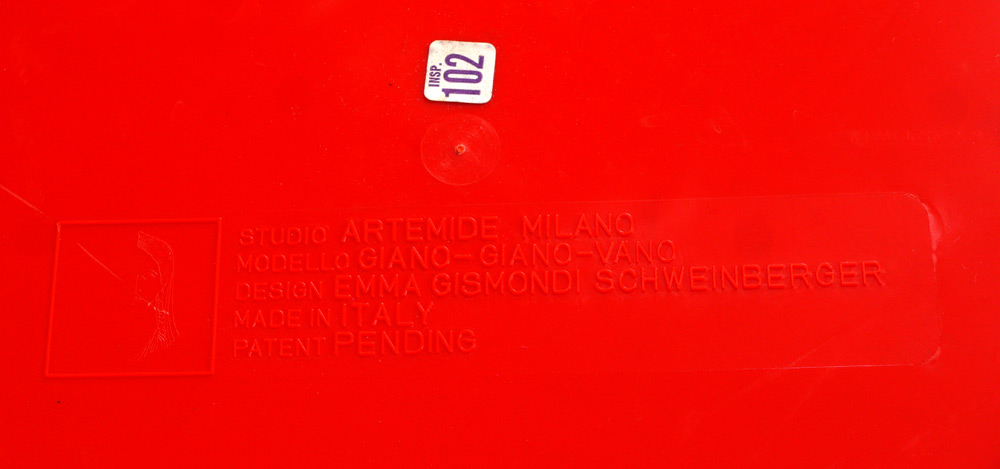 INSP.
102
STUDIO ARTEMIDE MILANO
MODELLO GIANO-GIANO-VANO
DESIGN EMMA GISMONDI SCHWEINBERGER
MADE IN ITALY
PATENT PENDING